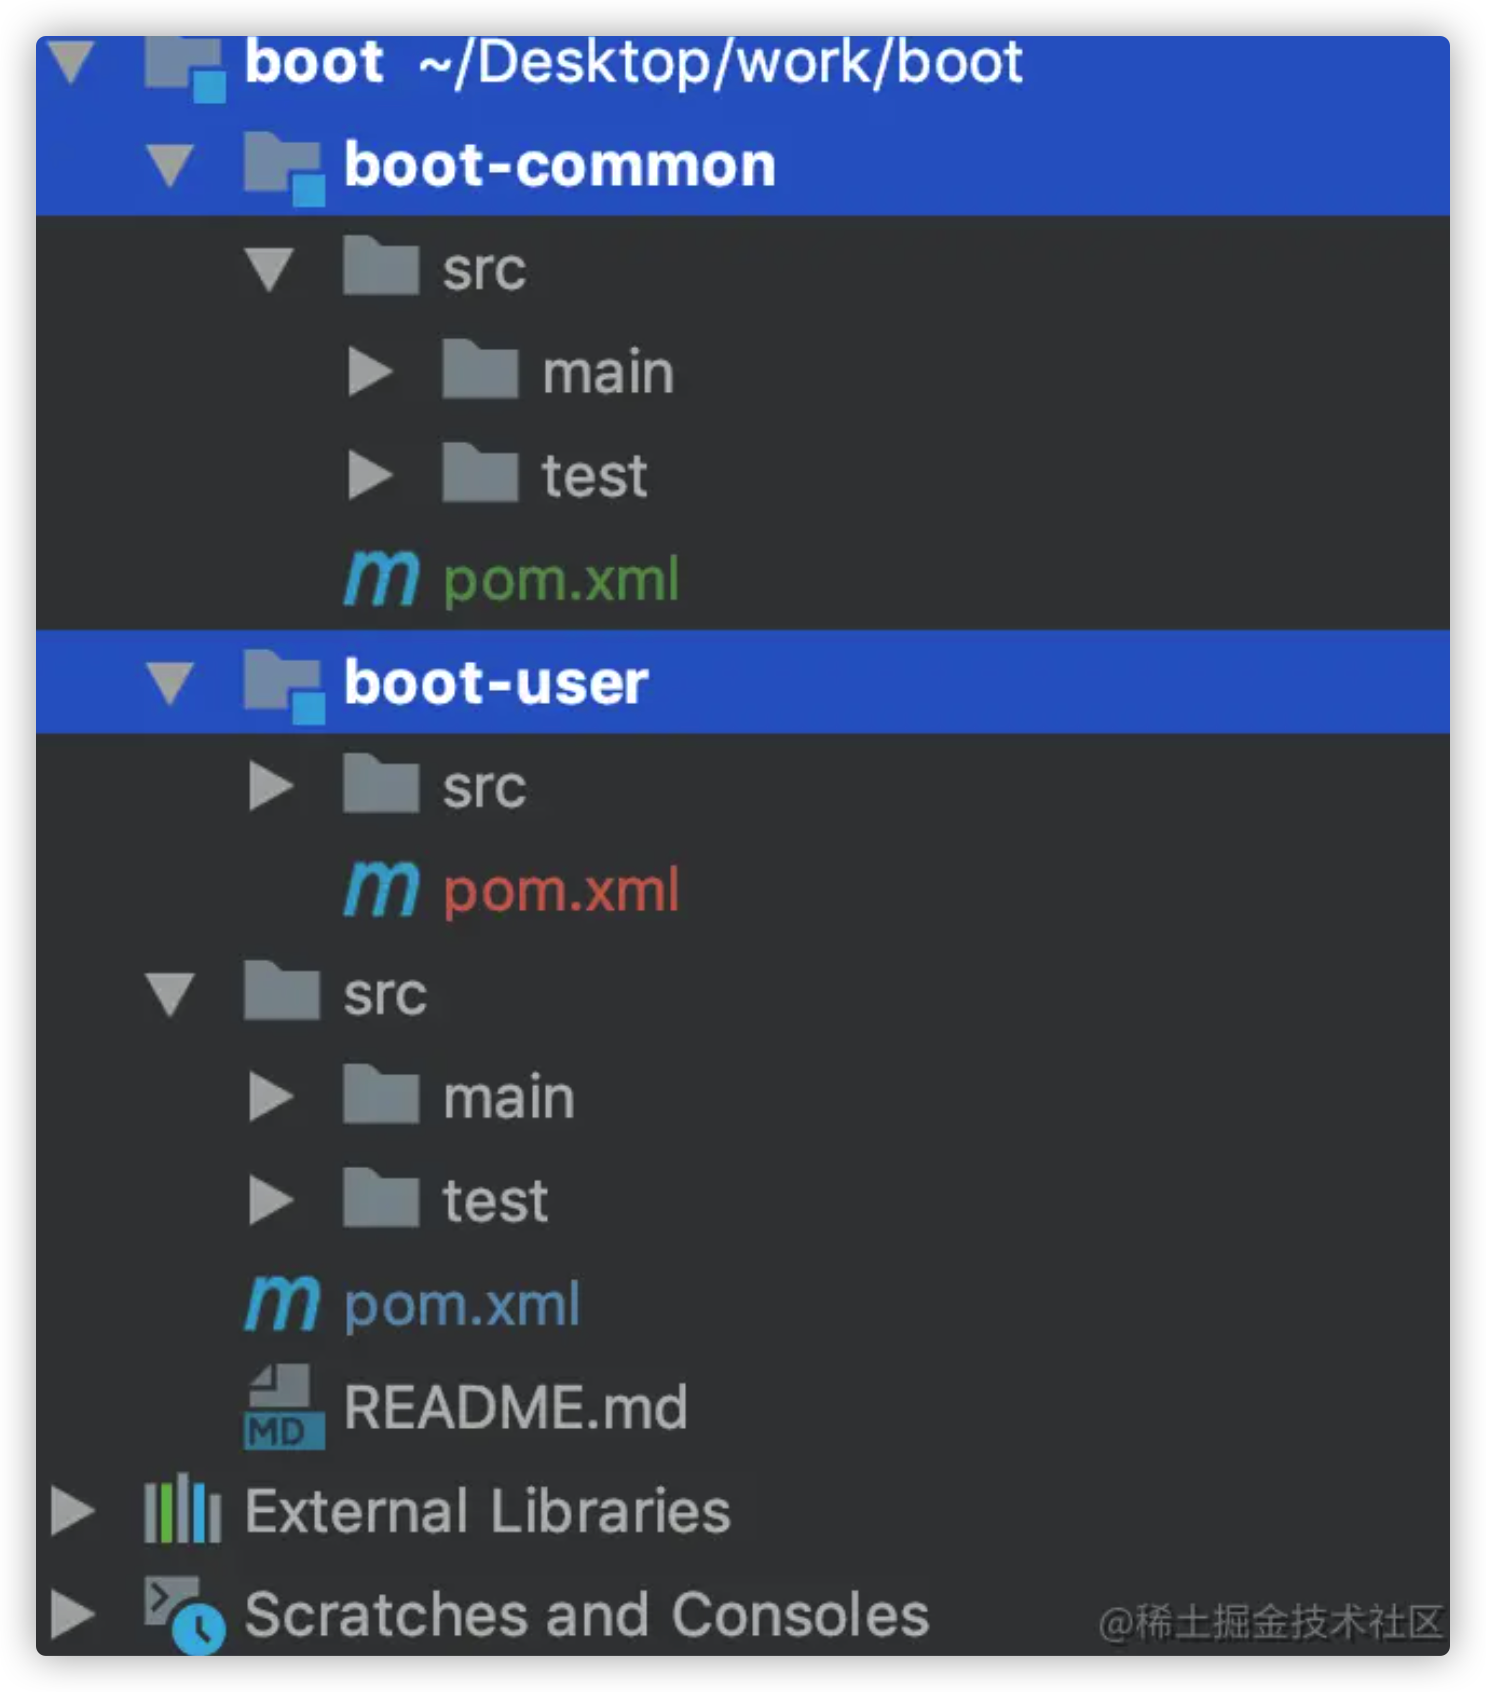 boot ~/Desktop/work/boot
boot-common
src
main
test
m pom.xml
boot-user
src
m pom.xml
src
main
test
m pom.xml
MD README.md
External Libraries
Scratches and Consoles
@稀土掘金技术社区